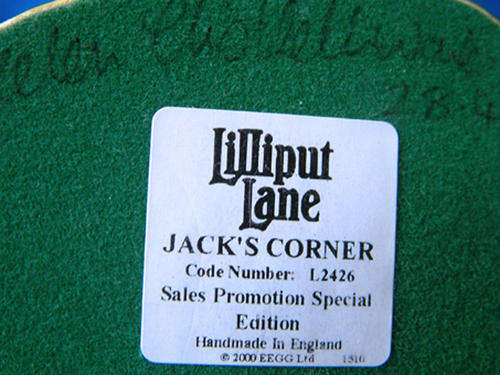 Lilliput
Lane
JACK'S CORNER
Code Number: L2426
Sales Promotion Special
Edition
Handmade In England
© 2000 EEGG Ltd 1516